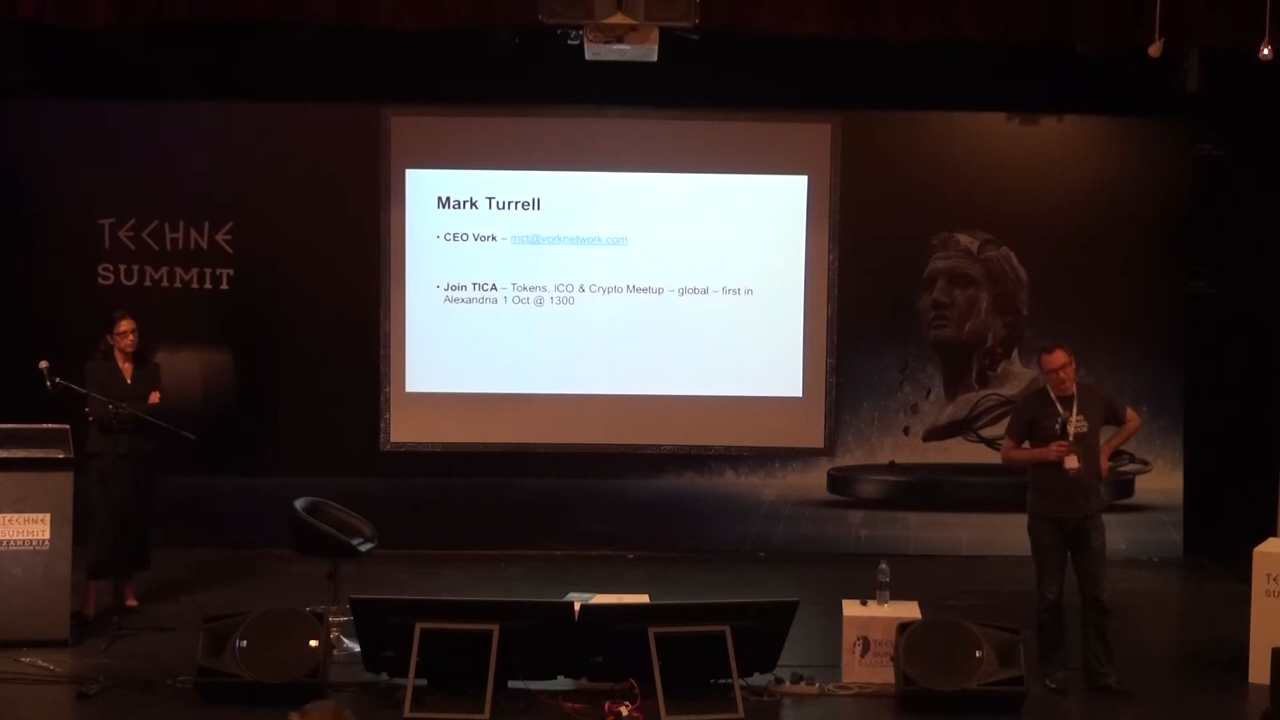 TECHNE
SUMMIT
Mark Turrell
• CEO Vork – mct@vorknetwork.com
• Join TICA – Tokens, ICO & Crypto Meetup – global – first in
Alexandria 1 Oct @ 1300
TECHNE
SUMMIT